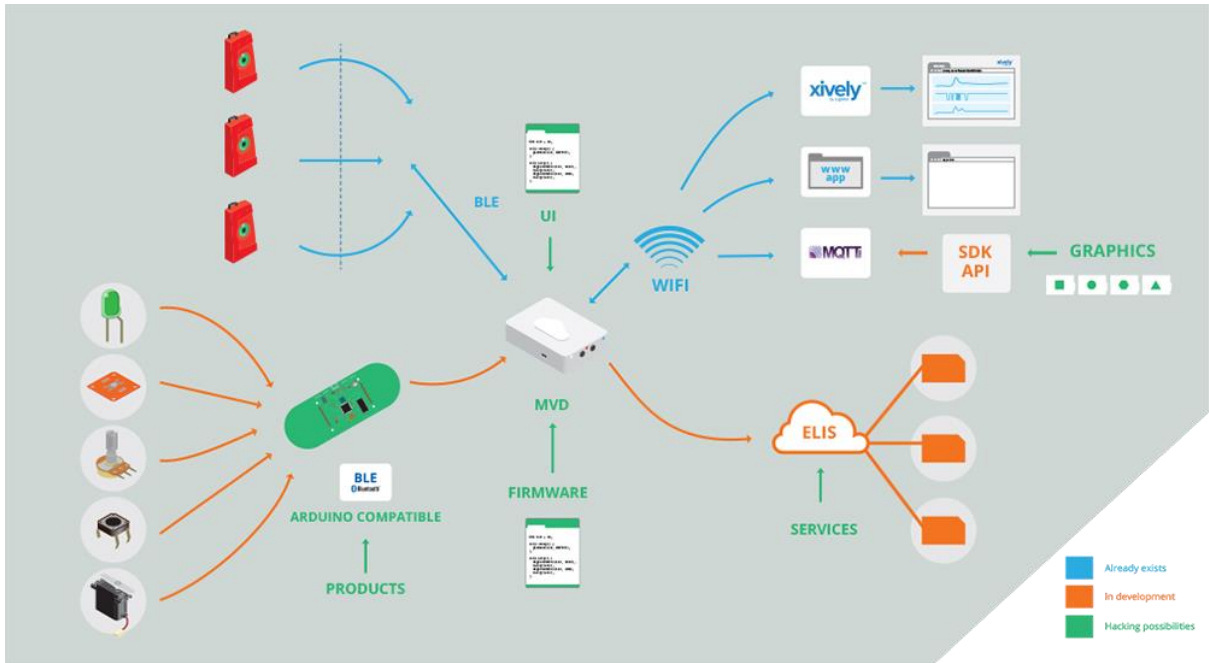 xively
www
app
BLE
UI
WIFI
MQTT
SDK
API
GRAPHICS
MVD
ELIS
BLE
Bluetooth
ARDUINO COMPATIBLE
FIRMWARE
SERVICES
PRODUCTS
Already exists
In development
Hacking possibilities